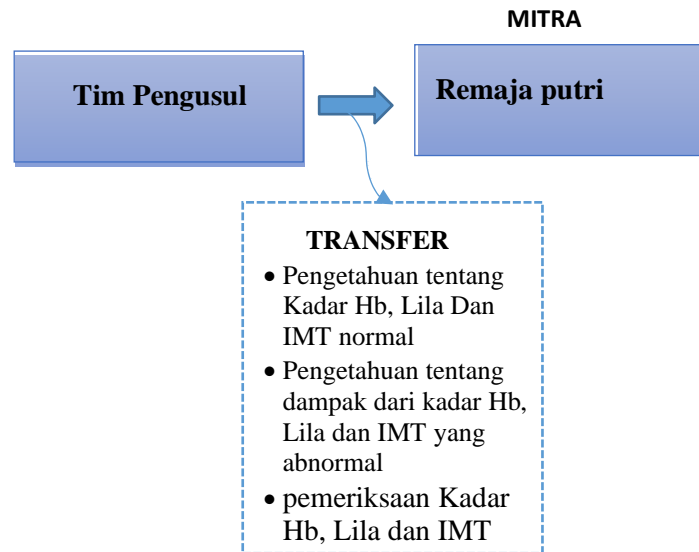 MITRA
Tim Pengusul
Remaja putri
TRANSFER
• Pengetahuan tentang
Kadar Hb, Lila Dan
IMT normal
• Pengetahuan tentang
dampak dari kadar Hb,
Lila dan IMT yang
abnormal
• pemeriksaan Kadar
Hb, Lila dan IMT